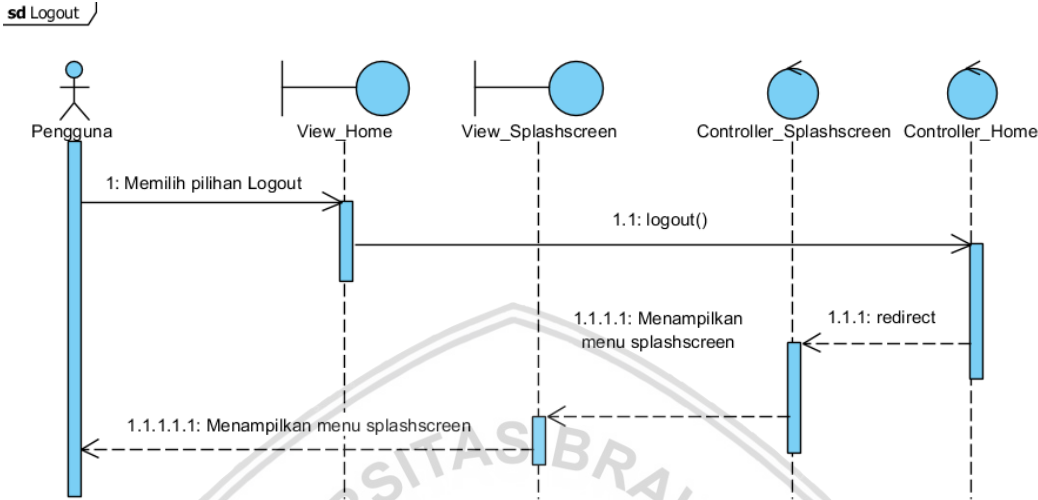 sd Logout
Pengguna
View_Home
View_Splashscreen
Controller_Splashscreen
Controller_Home
1: Memilih pilihan Logout
1.1: logout()
1.1.1.1: Menampilkan
menu splashscreen
1.1.1: redirect
1.1.1.1.1: Menampilkan menu splashscreen